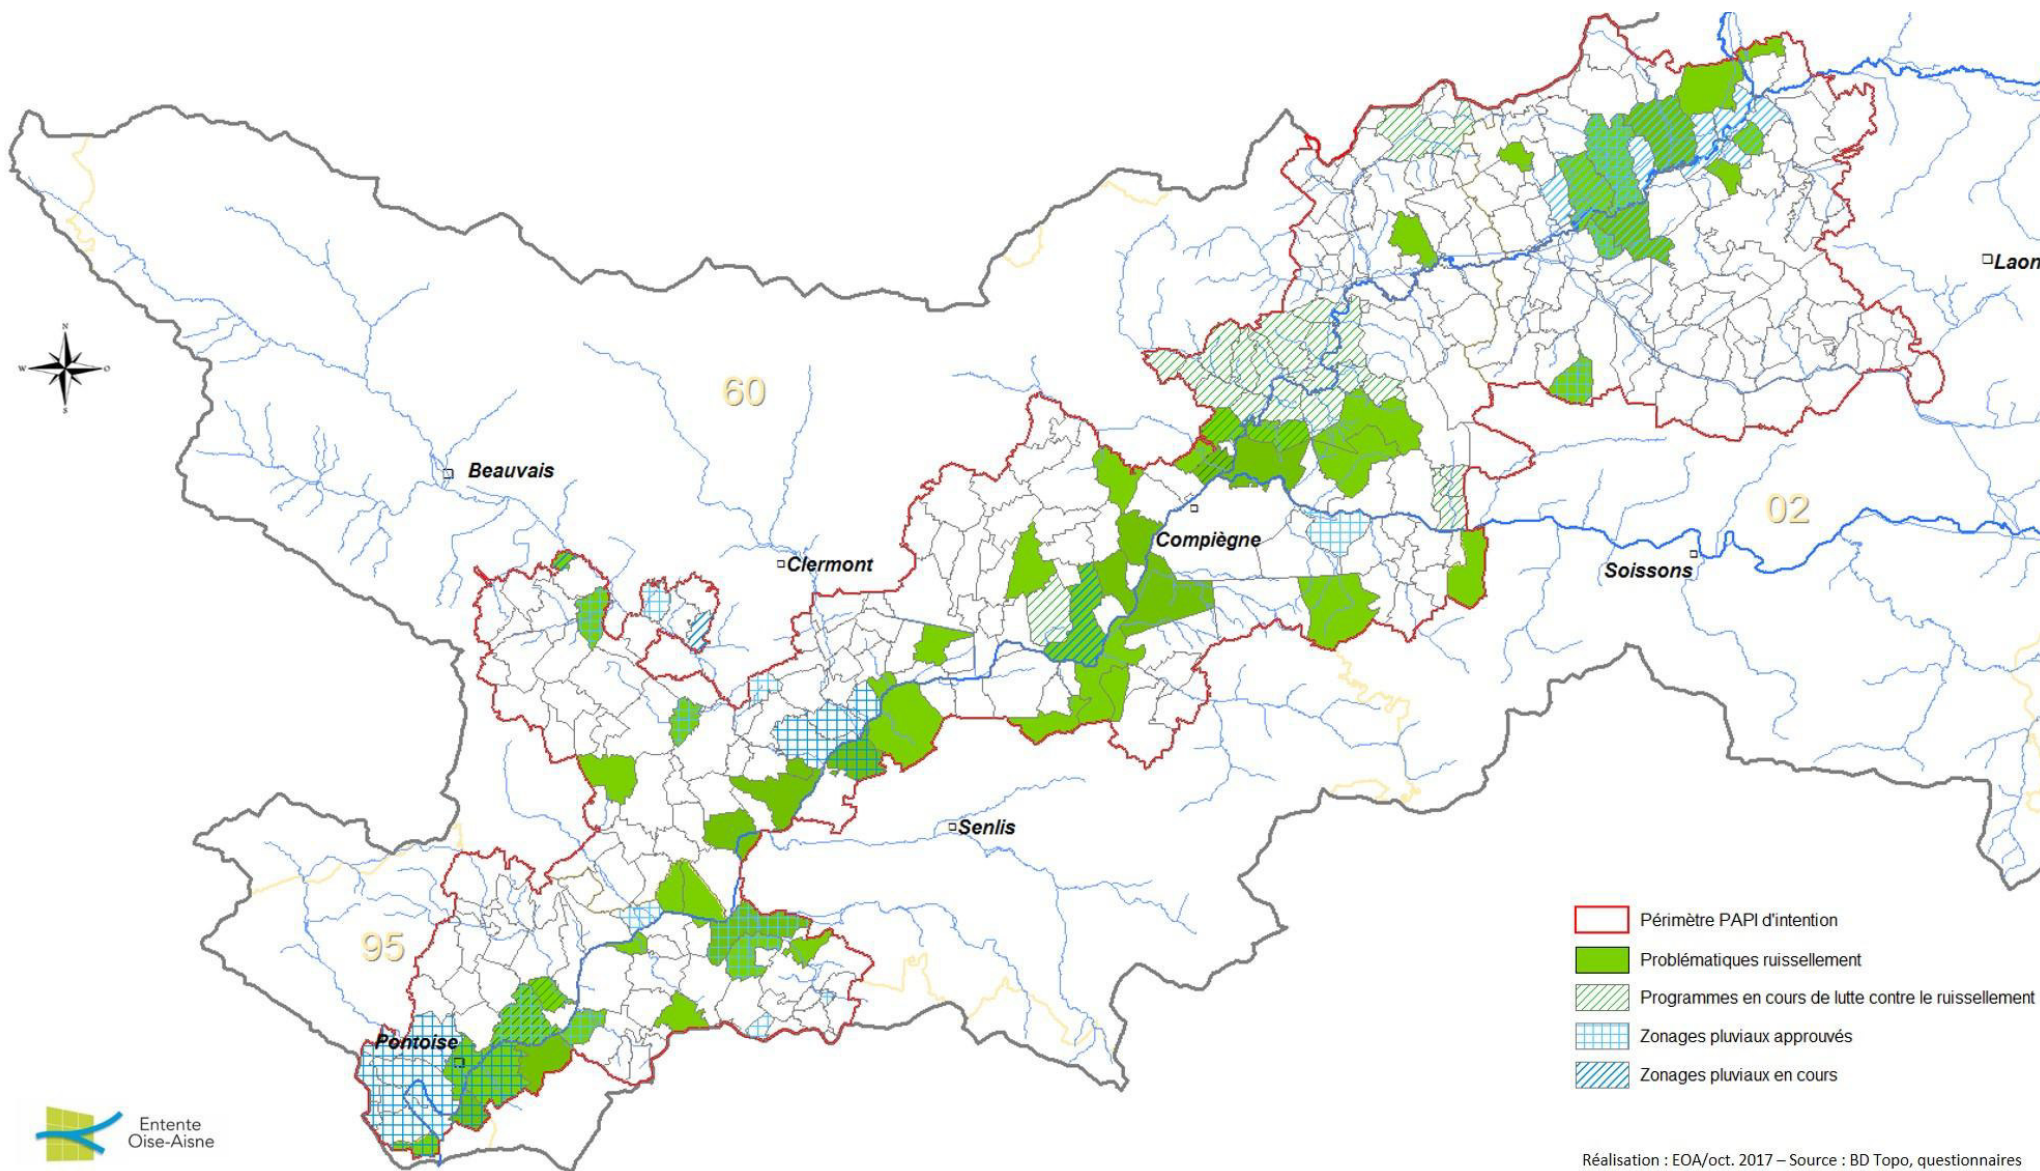 N
W
O
S
60
Laon
Beauvais
Clermont
Compiègne
02
Soissons
Senlis
95
Pontoise
Périmètre PAPI d'intention
Problématiques ruissellement
Programmes en cours de lutte contre le ruissellement
Zonages pluviaux approuvés
Zonages pluviaux en cours
Entente
Oise-Aisne
Réalisation : EOA/oct. 2017 – Source : BD Topo, questionnaires